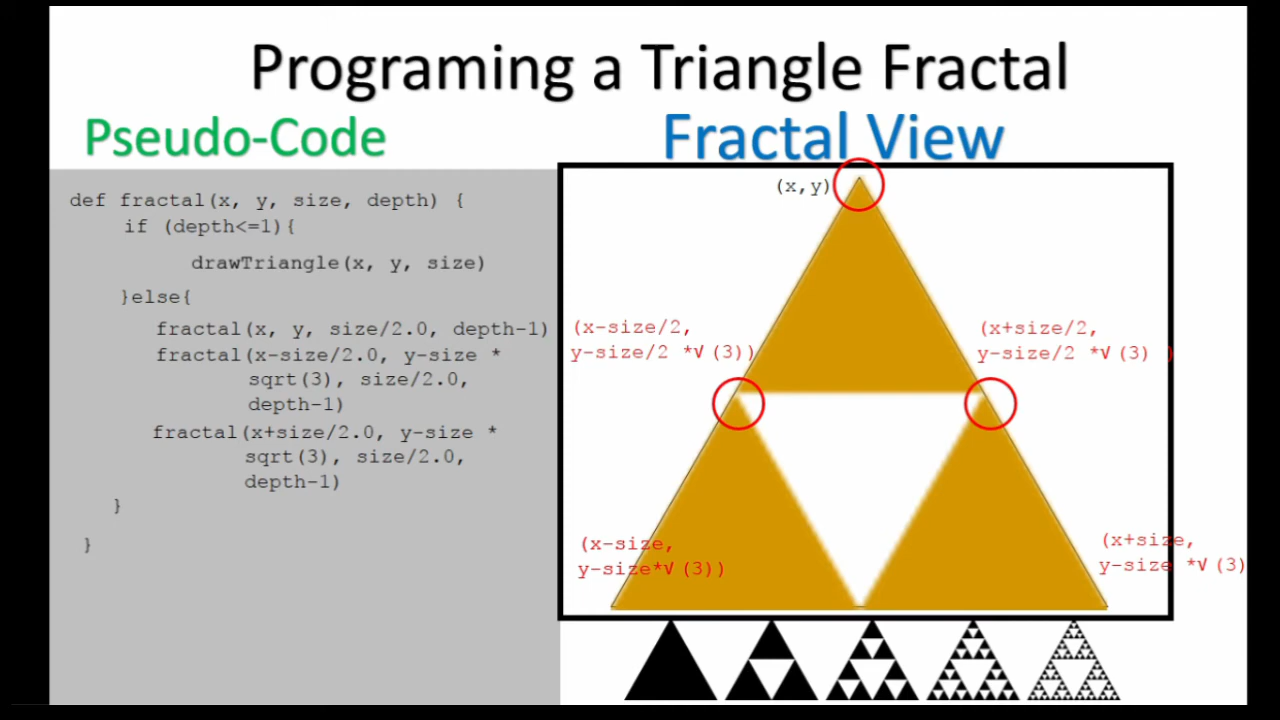 Programing a Triangle Fractal
Pseudo-Code
Fractal View
def fractal(x, y, size, depth) {
if (depth<=1){
drawTriangle(x, y, size)
}else{
fractal(x, y, size/2.0, depth-1)
fractal(x-size/2.0, y-size *
sqrt(3), size/2.0,
depth-1)
fractal(x+size/2.0, y-size *
sqrt(3), size/2.0,
depth-1)
}
}
(x,y)
(x-size/2,
y-size/2 *√ (3))
(x+size/2,
y-size/2 *√ (3) )
(x-size,
y-size*√ (3))
(x+size,
y-size *√ (3)